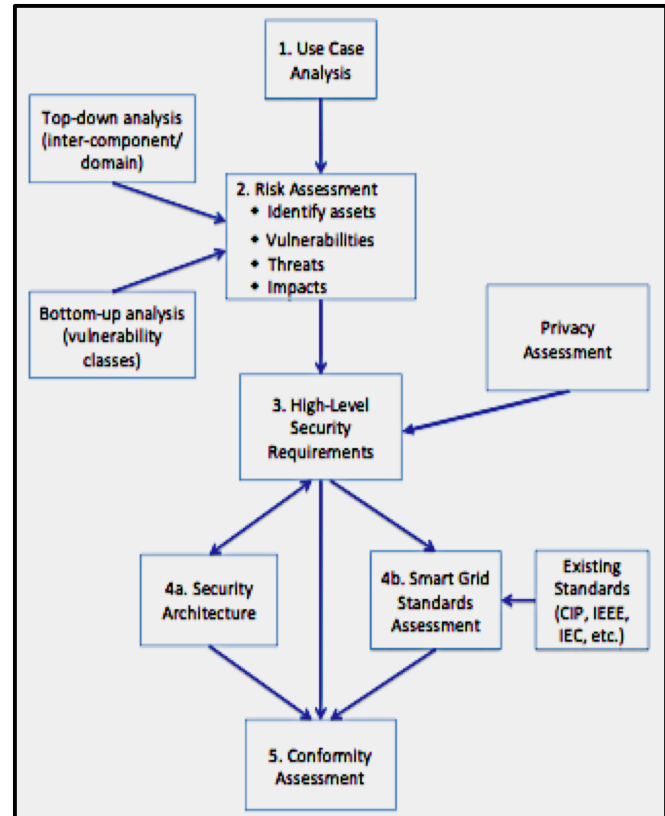 1. Use Case
Analysis
Top-down analysis
(inter-component/
domain)
2. Risk Assessment
◆ Identify assets
◆ Vulnerabilities
◆ Threats
◆ Impacts
Bottom-up analysis
(vulnerability
classes)
Privacy
Assessment
3. High-Level
Security
Requirements
4a. Security
Architecture
4b. Smart Grid
Standards
Assessment
Existing
Standards
(CIP, IEEE,
IEC, etc.)
5. Conformity
Assessment